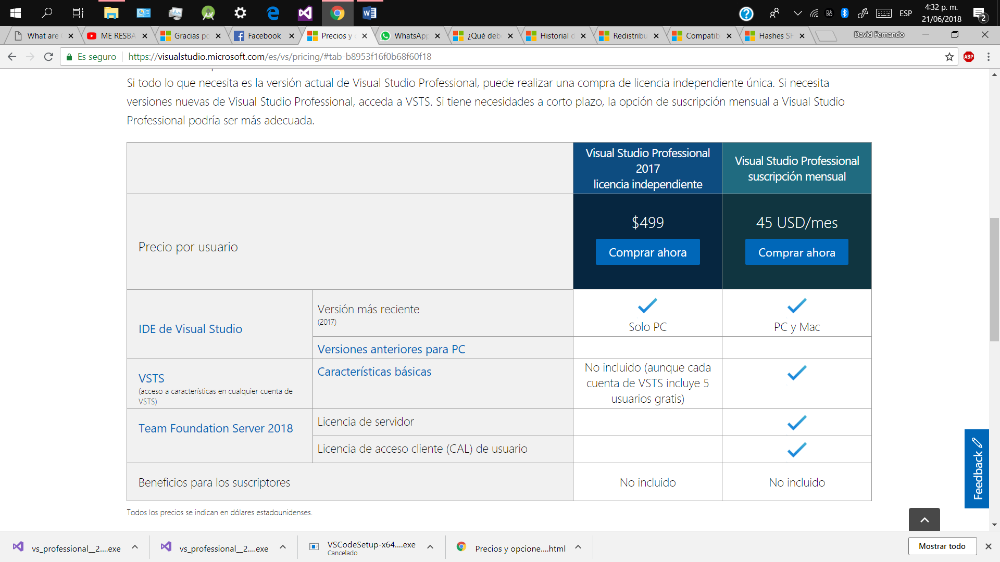 ESP
4:32 p. m.
21/06/2018
2
What are
ME RESBA
Gracias po
Facebook
Precios y
WhatsApp
¿Qué deb
Historial d
Redistribu
Compatib
Hashes SH
David Fernando
Es seguro
https://visualstudio.microsoft.com/es/vs/pricing/#tab-b8953f16f0b68f60f18
ABP
Si todo lo que necesita es la versión actual de Visual Studio Professional, puede realizar una compra de licencia independiente única. Si necesita
versiones nuevas de Visual Studio Professional, acceda a VSTS. Si tiene necesidades a corto plazo, la opción de suscripción mensual a Visual Studio
Professional podría ser más adecuada.
Visual Studio Professional
2017
licencia independiente
Visual Studio Professional
suscripción mensual
Precio por usuario
$499
Comprar ahora
45 USD/mes
Comprar ahora
IDE de Visual Studio
Versión más reciente
(2017)
Solo PC
PC y Mac
Versiones anteriores para PC
VSTS
(acceso a características en cualquier cuenta de
VSTS)
Características básicas
No incluido (aunque cada
cuenta de VSTS incluye 5
usuarios gratis)
Team Foundation Server 2018
Licencia de servidor
Licencia de acceso cliente (CAL) de usuario
Beneficios para los suscriptores
No incluido
No incluido
Todos los precios se indican en dólares estadounidenses.
Feedback
vs_professional__2....exe
vs_professional__2....exe
VSCodeSetup-x64....exe
Cancelado
Precios y opcione....html
Mostrar todo